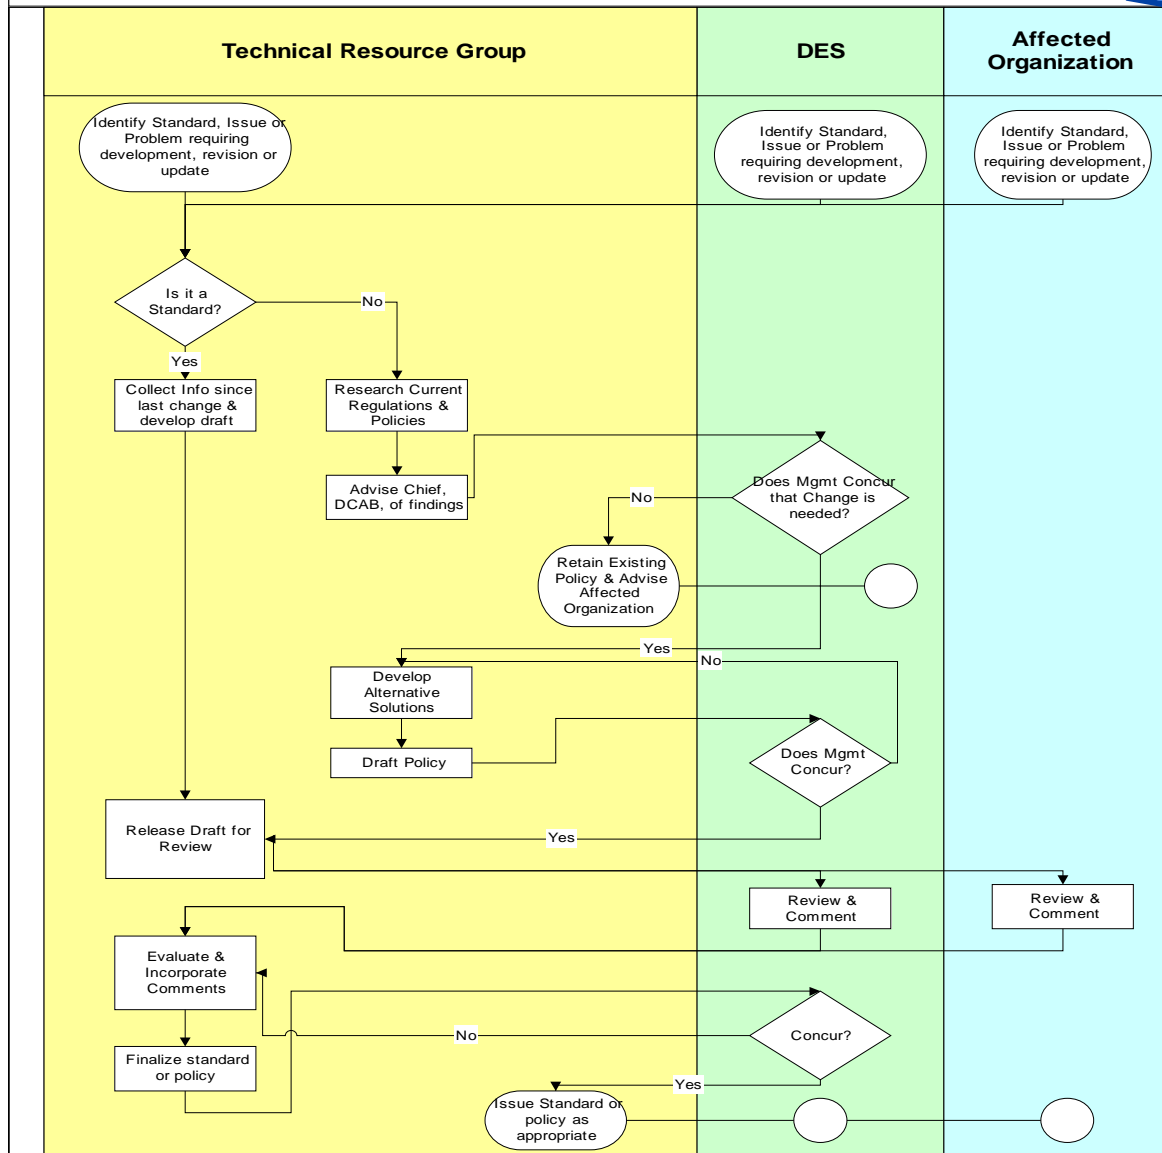 Technical Resource Group
DES
Affected
Organization
Identify Standard, Issue or
Problem requiring
development, revision or
update
Identify Standard,
Issue or Problem
requiring development,
revision or update
Identify Standard,
Issue or Problem
requiring development,
revision or update
Is it a
Standard?
No
Yes
Collect Info since
last change &
develop draft
Research Current
Regulations &
Policies
Advise Chief,
DCAB, of findings
Does Mgmt Concur
that Change is
needed?
No
Retain Existing
Policy & Advise
Affected
Organization
Yes
No
Develop
Alternative
Solutions
Draft Policy
Does Mgmt
Concur?
Release Draft for
Review
Yes
Review &
Comment
Review &
Comment
Evaluate &
Incorporate
Comments
No
Concur?
Finalize standard
or policy
Yes
Issue Standard or
policy as
appropriate